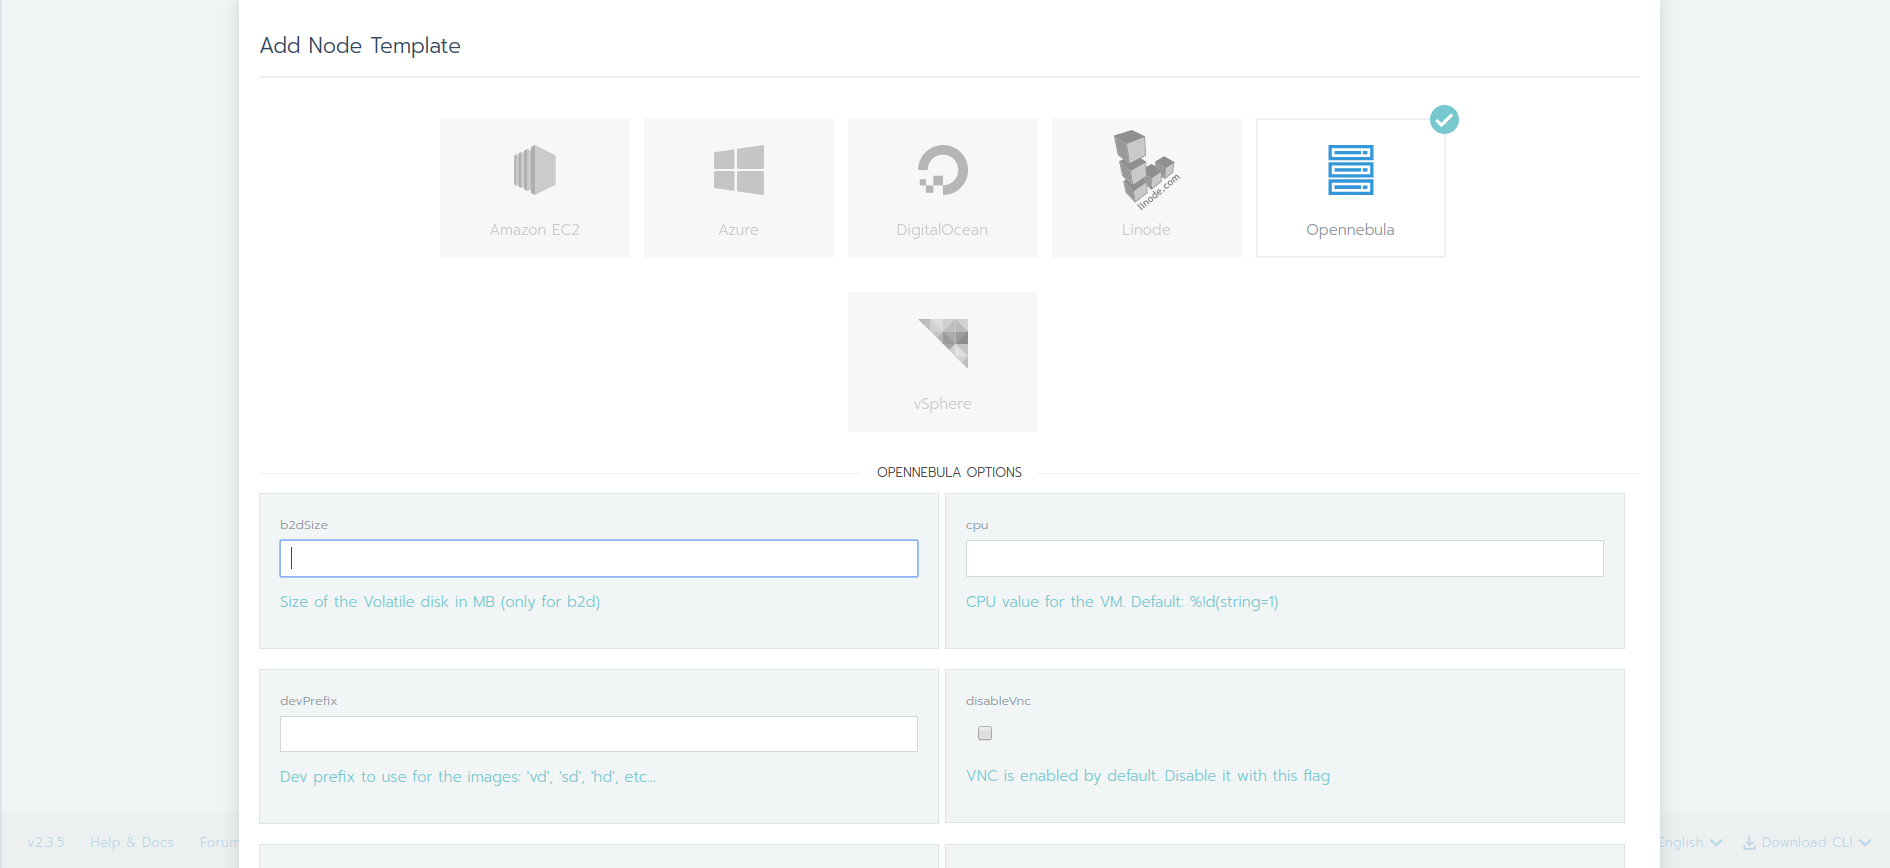 Add Node Template
linode.com
Amazon EC2
Azure
DigitalOcean
Linode
Opennebula
vSphere
OPENNEBULA OPTIONS
b2dSize
cpu
Size of the Volatile disk in MB (only for b2d)
CPU value for the VM. Default: %!d(string=1)
devPrefix
disableVnc
Dev prefix to use for the images: 'vd', 'sd', 'hd', etc...
VNC is enabled by default. Disable it with this flag
v2.3.5
Help & Docs
Forum
English
Download CLI